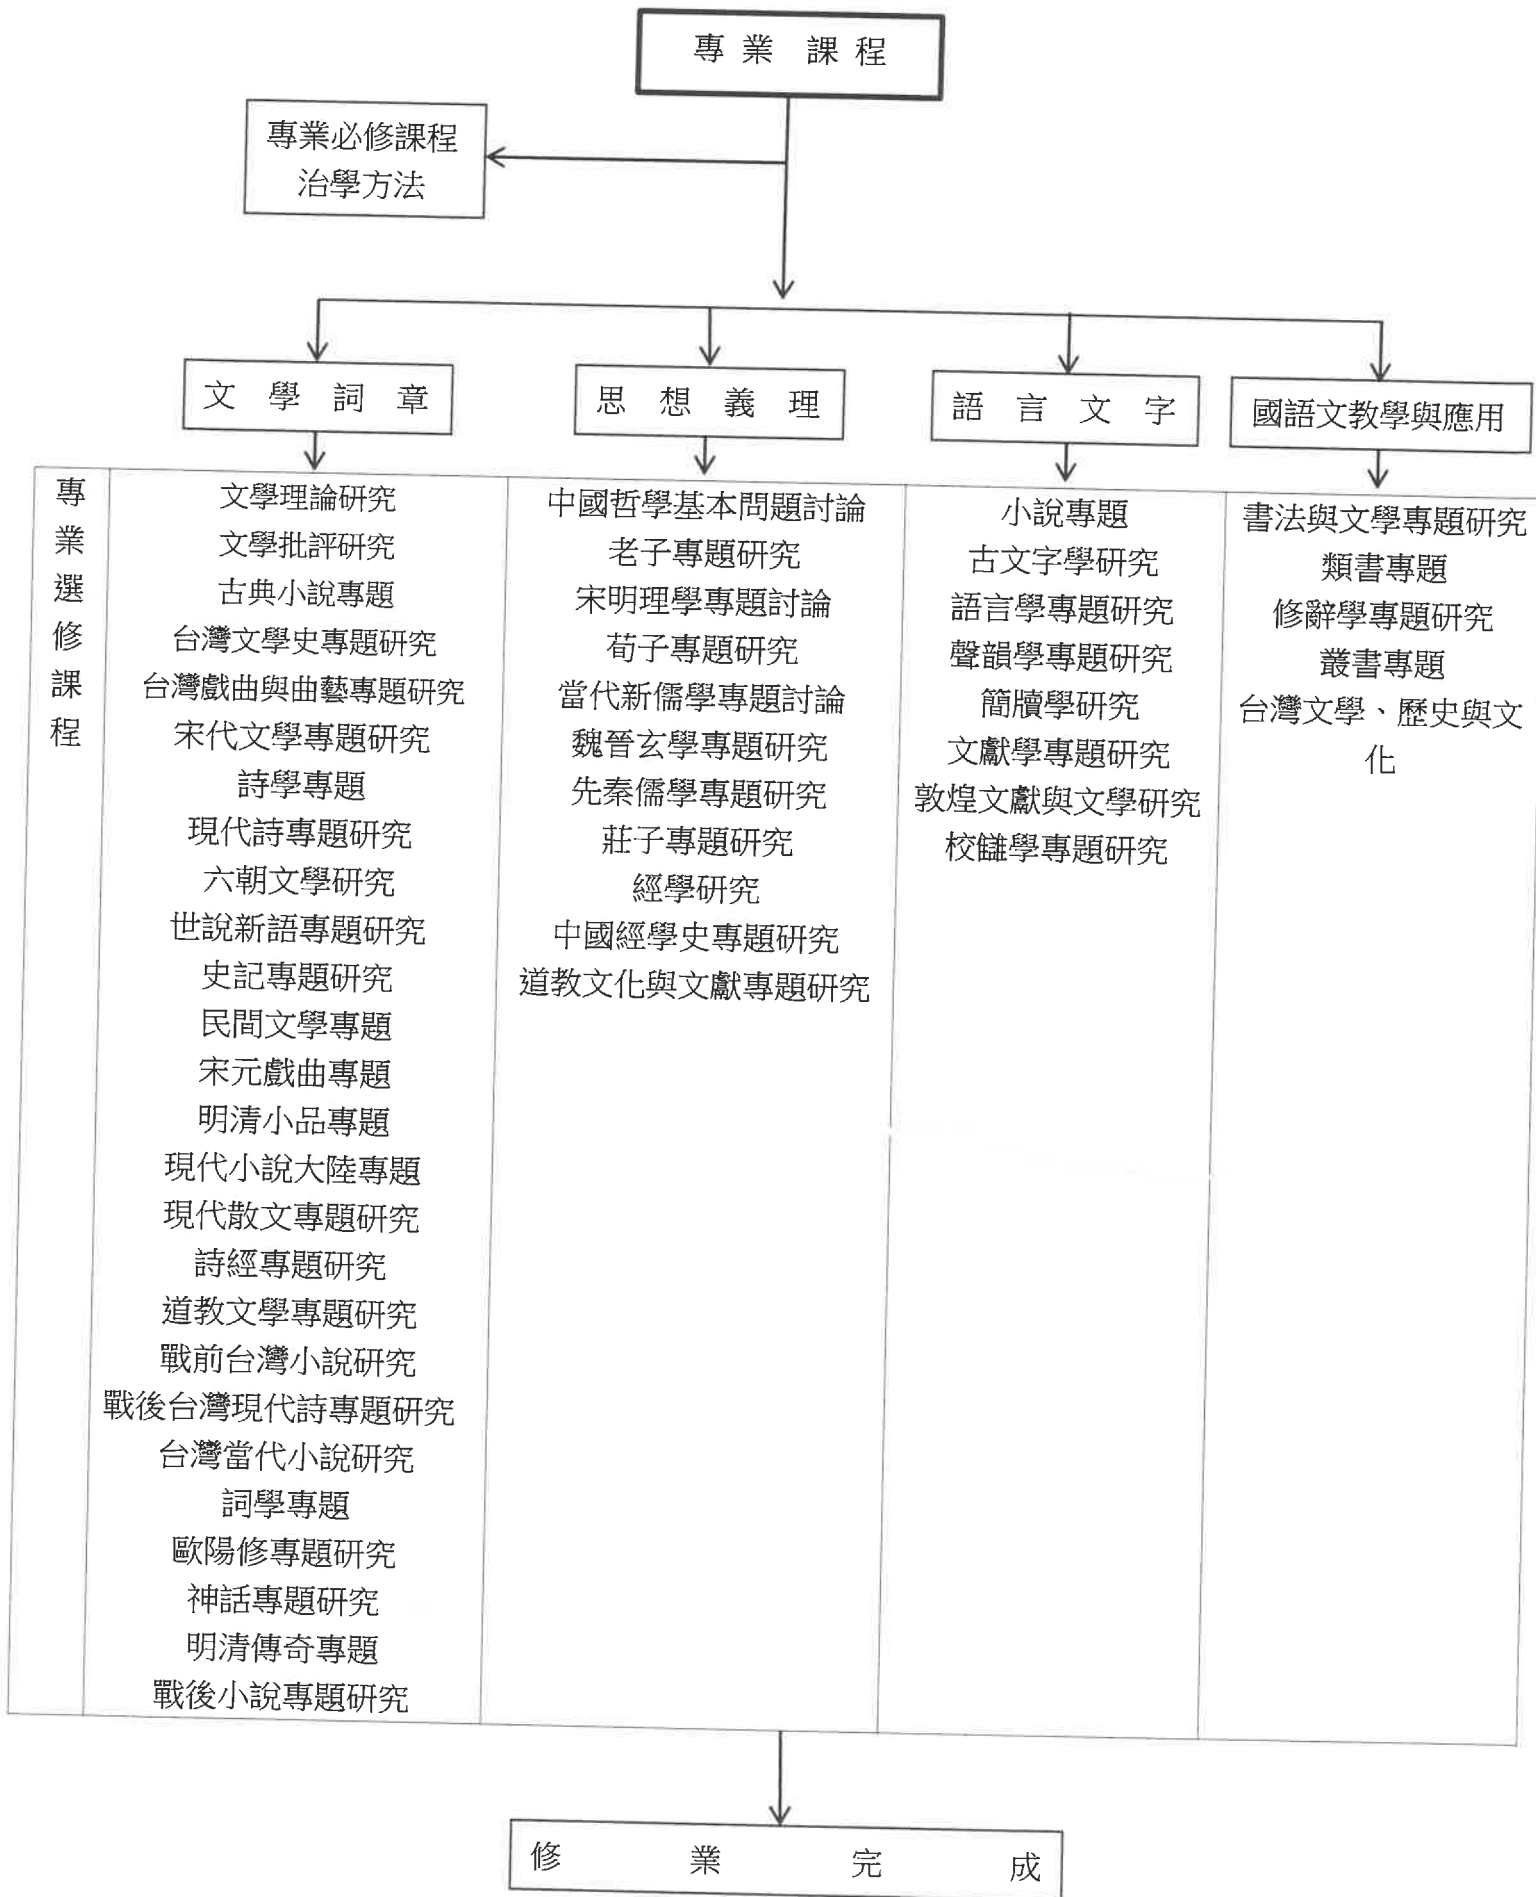 專業 課程
專業必修課程
治學方法
文學詞章
思想義理
語言文字
國語文教學與應用
專業選修課程
文學理論研究
文學批評研究
古典小說專題
台灣文學史專題研究
台灣戲曲與曲藝專題研究
宋代文學專題研究
詩學專題
現代詩專題研究
六朝文學研究
世說新語專題研究
史記專題研究
民間文學專題
宋元戲曲專題
明清小品專題
現代小說大陸專題
現代散文專題研究
詩經專題研究
道教文學專題研究
戰前台灣小說研究
戰後台灣現代詩專題研究
台灣當代小說研究
詞學專題
歐陽修專題研究
神話專題研究
明清傳奇專題
戰後小說專題研究
中國哲學基本問題討論
老子專題研究
宋明理學專題討論
荀子專題研究
當代新儒學專題討論
魏晉玄學專題研究
先秦儒學專題研究
莊子專題研究
經學研究
中國經學史專題研究
道教文化與文獻專題研究
小說專題
古文字學研究
語言學專題研究
聲韻學專題研究
簡牘學研究
文獻學專題研究
敦煌文獻與文學研究
校讎學專題研究
書法與文學專題研究
類書專題
修辭學專題研究
叢書專題
台灣文學、歷史與文
化
修業完成